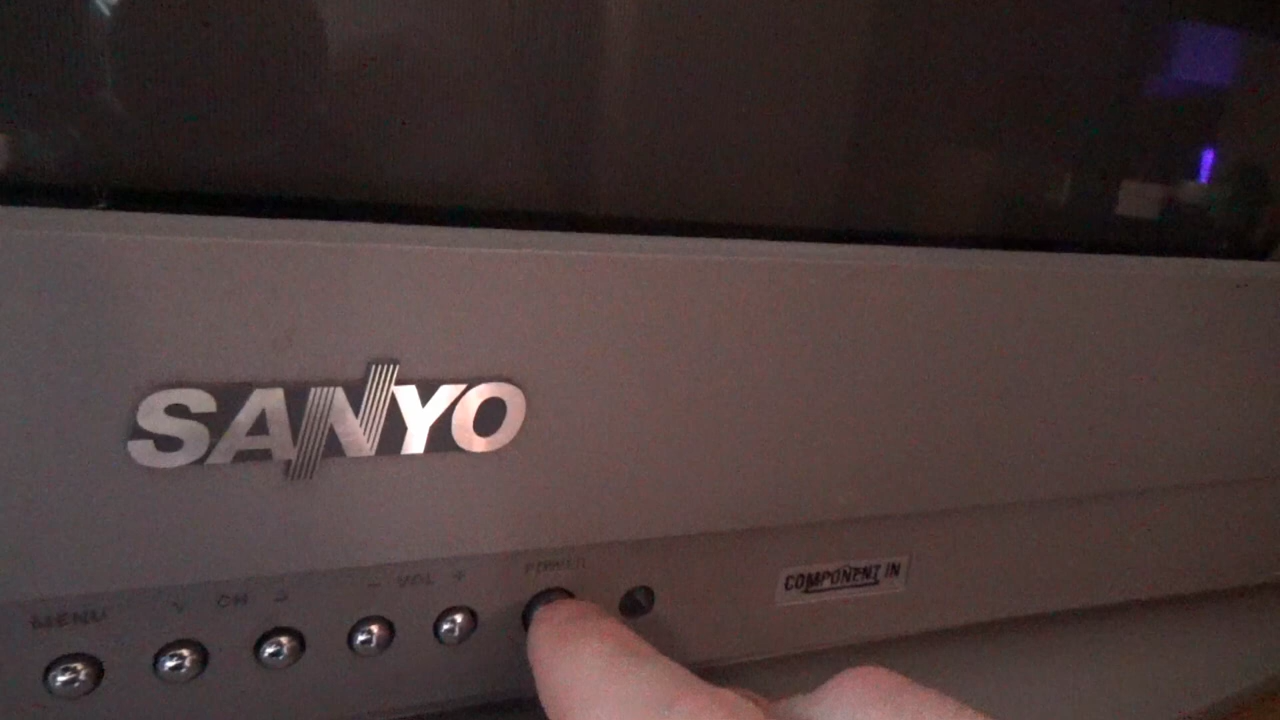 SANYO
MENU
CH
- VOL +
POWER
COMPONENT IN